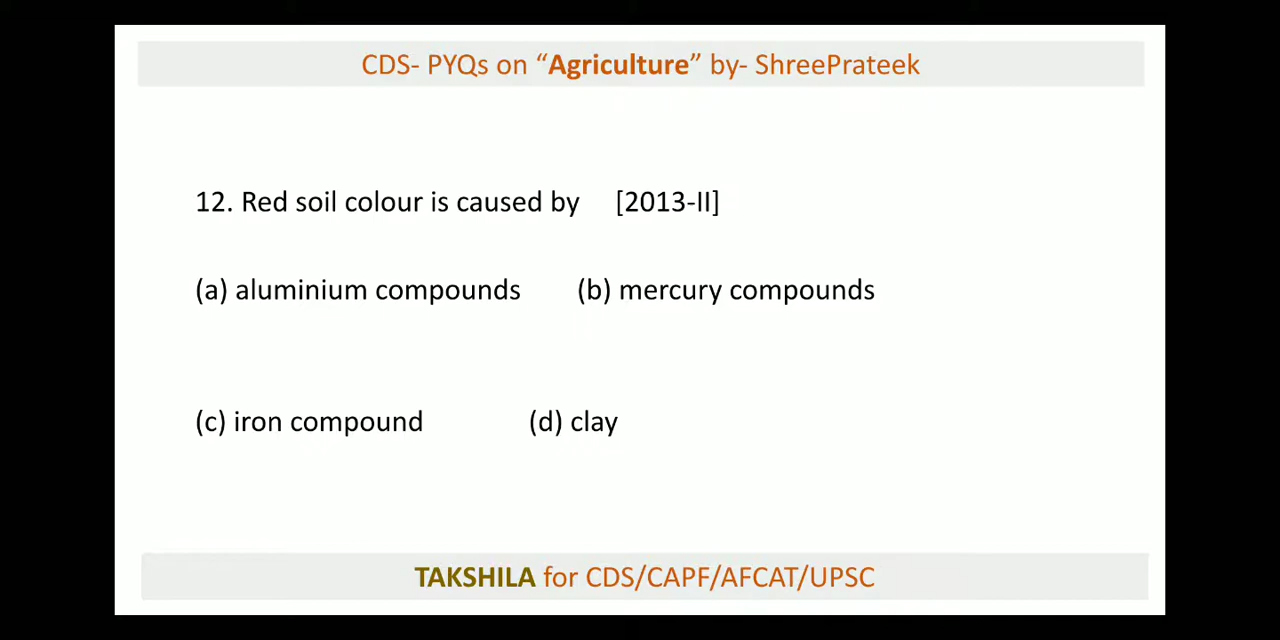 CDS- PYQs on “Agriculture” by- ShreePrateek
12. Red soil colour is caused by [2013-II]
(a) aluminium compounds (b) mercury compounds
(c) iron compound (d) clay
TAKSHILA for CDS/CAPF/AFCAT/UPSC